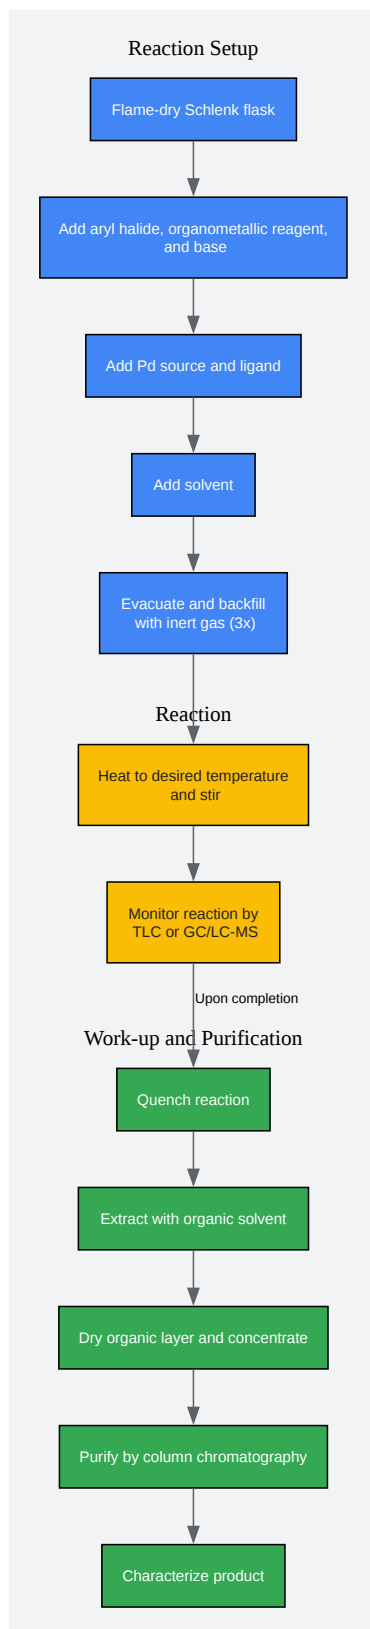 Reaction Setup
Flame-dry Schlenk flask
Add aryl halide, organometallic reagent,
and base
Add Pd source and ligand
Add solvent
Evacuate and backfill
with inert gas (3x)
Reaction
Heat to desired temperature
and stir
Monitor reaction by
TLC or GC/LC-MS
Upon completion
Work-up and Purification
Quench reaction
Extract with organic solvent
Dry organic layer and concentrate
Purify by column chromatography
Characterize product